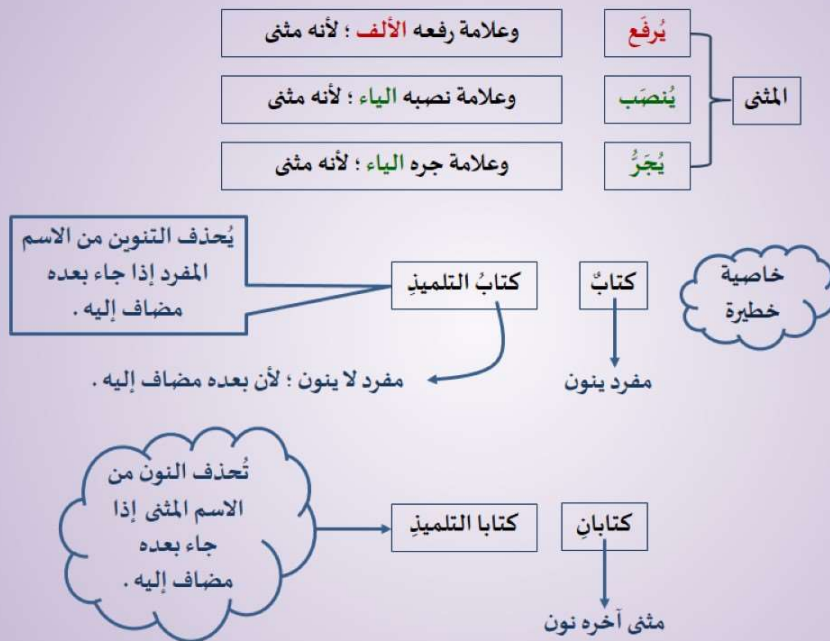 المثنى
يُرفَع
وعلامة رفعه الألف ؛ لأنه مثنى
يُنصَب
وعلامة نصبه الياء ؛ لأنه مثنى
يُجَرُّ
وعلامة جره الياء ؛ لأنه مثنى
خاصية
خطيرة
كتابٌ
كتابُ التلميذِ
يُحذف التنوين من الاسم
المفرد إذا جاء بعده
مضاف إليه .
مفرد ينون
مفرد لا ينون ؛ لأن بعده مضاف إليه .
كتابانِ
كتابا التلميذِ
تُحذف النون من
الاسم المثنى إذا
جاء بعده
مضاف إليه .
مثنى آخره نون